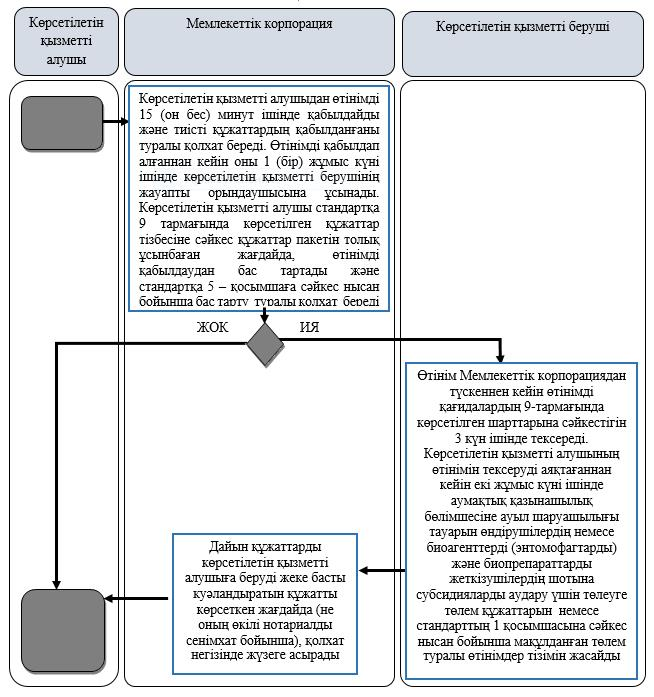 Көрсетілетін
қызметті
алушы
Мемлекеттік корпорация
Көрсетілетін қызметті беруші
Көрсетілетін қызметті алушыдан өтінімді
15 (он бес) минут ішінде қабылдайды
және тиісті құжаттардың қабылданғаны
туралы қолхат береді. Өтінімді қабылдап
алғаннан кейін оны 1 (бір) жұмыс күні
ішінде көрсетілетін қызметті берушінің
жауапты орындаушысына ұсынады.
Көрсетілетін қызметті алушы стандартқа
9 тармағында көрсетілген құжаттар
тізбесіне сәйкес құжаттар пакетін толық
ұсынбаған жағдайда, өтінімді
қабылдаудан бас тартады және
стандартқа 5 – қосымшаға сәйкес нысан
бойынша бас тарту туралы қолхат береді
ЖОК
ИЯ
Өтінім Мемлекеттік корпорациядан
түскеннен кейін өтінімді
қағидалардың 9-тармағында
көрсетілген шарттарына сәйкестігін
3 күн ішінде тексереді.
Көрсетілетін қызметті алушының
өтінімін тексеруді аяқтағаннан
кейін екі жұмыс күні ішінде
аумақтық қазынашылық
бөлімшесіне ауыл шаруашылығы
тауарын өндірушілердің немесе
биоагенттерді (энтомофагтарды)
және биопрепараттарды
жеткізушілердің шотына
субсидияларды аудару үшін төлеуге
төлем құжаттарын немесе
стандарттың 1 қосымшасына сәйкес
нысан бойынша мақұлданған төлем
туралы өтінімдер тізімін жасайды
Дайын құжаттарды
көрсетілетін қызметті
алушыға беруді жеке басты
куәландыратын құжатты
көрсеткен жағдайда (не
оның өкілі нотариалды
сенімхат бойынша), қолхат
негізінде жүзеге асырады